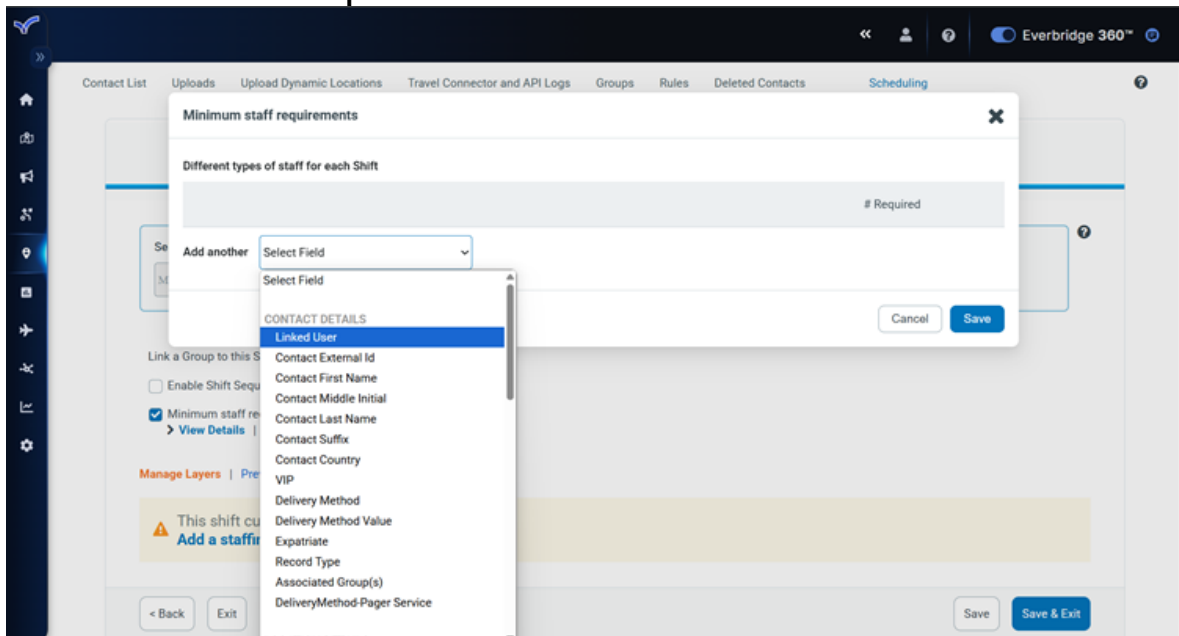 Everbridge 360™
Contact List Uploads Upload Dynamic Locations Travel Connector and API Logs Groups Rules Deleted Contacts Scheduling
Minimum staff requirements
Different types of staff for each Shift
# Required
Se
Add another Select Field
M
Select Field
CONTACT DETAILS
Linked User
Contact External Id
Contact First Name
Contact Middle Initial
Contact Last Name
Contact Suffix
Contact Country
VIP
Delivery Method
Delivery Method Value
Expatriate
Record Type
Associated Group(s)
DeliveryMethod-Pager Service
Cancel Save
Link a Group to this S
Enable Shift Sequ
Minimum staff re
View Details |
Manage Layers | Pre
This shift cu
Add a staffin
< Back Exit Save Save & Exit